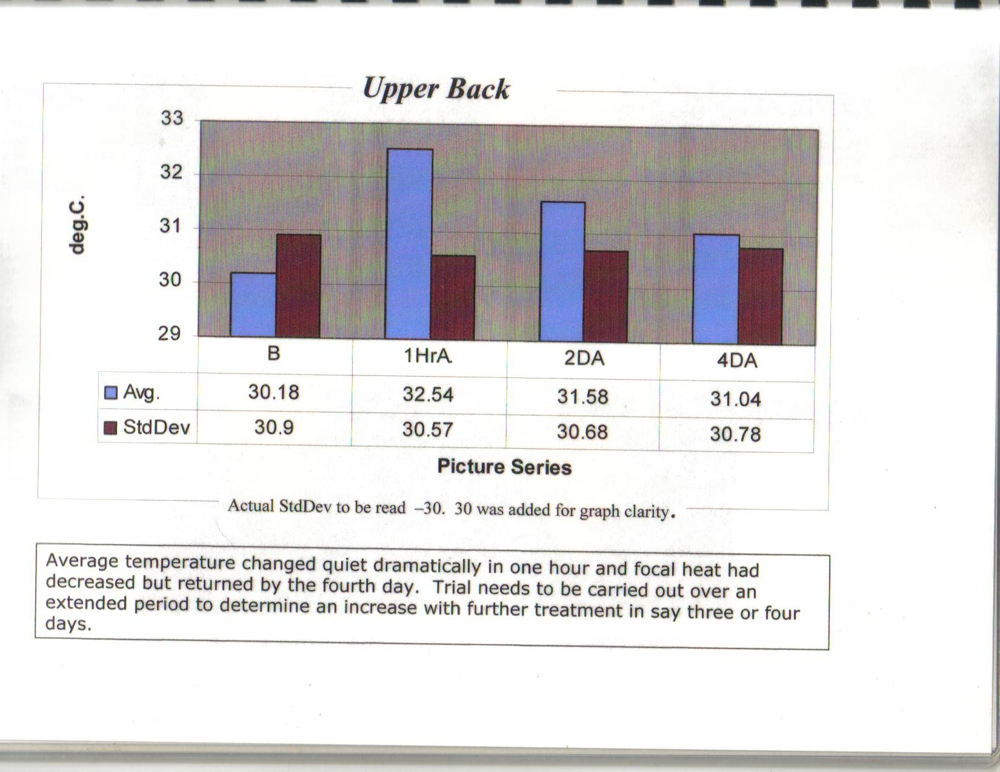 Upper Back
33
32
31
30
29
deg.C.
B 1HrA 2DA 4DA
Avg. 30.18 32.54 31.58 31.04
StdDev 30.9 30.57 30.68 30.78
Picture Series
Actual StdDev to be read –30. 30 was added for graph clarity.
Average temperature changed quiet dramatically in one hour and focal heat had
decreased but returned by the fourth day. Trial needs to be carried out over an
extended period to determine an increase with further treatment in say three or four
days.